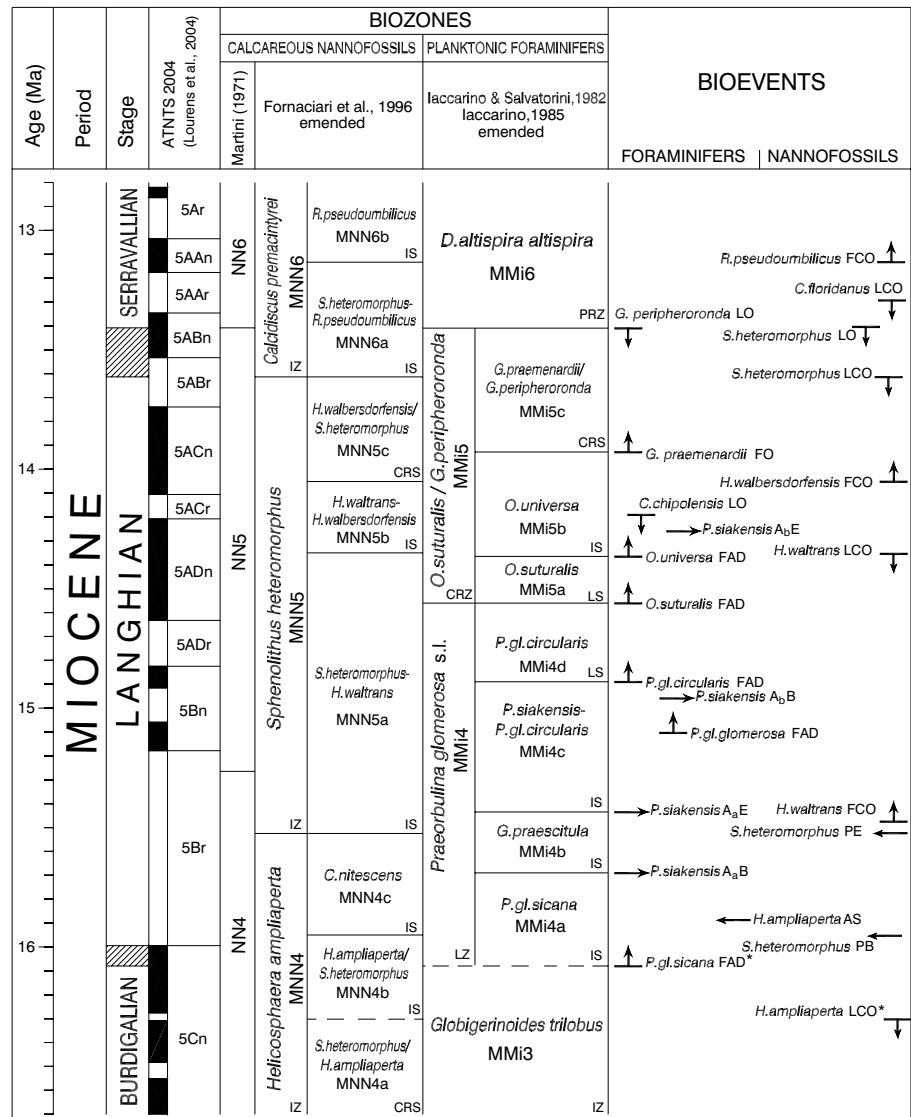 BIOZONES
CALCAREOUS NANNOFOSSILS
PLANKTONIC FORAMINIFERS
BIOEVENTS
Age (Ma)
Period
Stage
ATNTS 2004
(Lourens et al., 2004)
Martini (1971)
Fornaciari et al., 1996
emended
Iaccarino & Salvatorini,1982
Iaccarino,1985
emended
FORAMINIFERS
NANNOFOSSILS
13
14
15
16
MIOCENE
SERRAVALLIAN
LANGHIAN
BURDIGALIAN
5Ar
5AAn
5AAr
5ABn
5ABr
5ACn
5ACr
5ADn
5ADr
5Bn
5Br
5Cn
NN6
NN5
NN4
Calcidiscus premacintyrei
MNN6
IZ
Sphenolithus heteromorphus
MNN5
IZ
Helicosphaera ampliaperta
MNN4
IZ
R.pseudoumbilicus
MNN6b
IS
S.heteromorphus-
R.pseudoumbilicus
MNN6a
IS
H.walbersdorfensis/
S.heteromorphus
MNN5c
CRS
H.waltrans-
H.walbersdorfensis
MNN5b
IS
S.heteromorphus-
H.waltrans
MNN5a
IS
C.nitescens
MNN4c
IS
H.ampliaperta/
S.heteromorphus
MNN4b
IS
S.heteromorphus/
H.ampliaperta
MNN4a
CRS
D.altispira altispira
MMi6
PRZ
O.suturalis / G.peripheroronda
MMi5
CRZ
G.praemenardii/
G.peripheroronda
MMi5c
CRS
O.universa
MMi5b
IS
O.suturalis
MMi5a
LS
Praeorbulina glomerosa s.l.
MMi4
LZ
P.gl.circularis
MMi4d
LS
P.siakensis-
P.gl.circularis
MMi4c
IS
G.praescitula
MMi4b
IS
P.gl.sicana
MMi4a
IS
Globigerinoides trilobus
MMi3
IZ
R.pseudoumbilicus FCO
C.floridanus LCO
G. peripheroronda LO
S.heteromorphus LO
S.heteromorphus LCO
G. praemenardii FO
H.walbersdorfensis FCO
C.chipolensis LO
P.siakensis AbE
O.universa FAD
H.waltrans LCO
O.suturalis FAD
P.gl.circularis FAD
P.siakensis AbB
P.gl.glomerosa FAD
P.siakensis AaE
H.waltrans FCO
S.heteromorphus PE
P.siakensis AaB
H.ampliaperta AS
S.heteromorphus PB
P.gl.sicana FAD*
H.ampliaperta LCO*